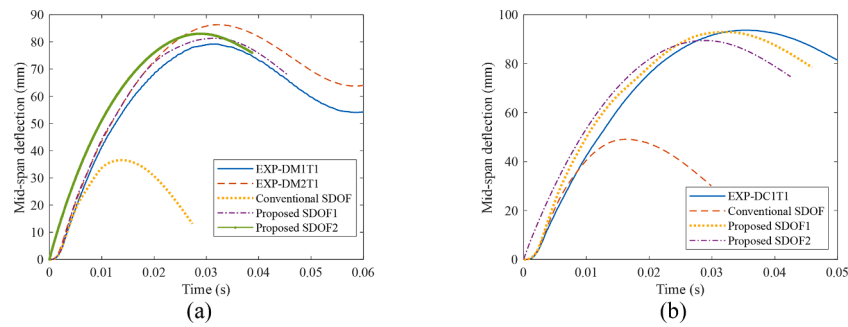 90
80
70
60
50
40
30
20
10
0
Mid-span deflection (mm)
0
0.01
0.02
0.03
0.04
0.05
0.06
Time (s)
EXP-DM1T1
EXP-DM2T1
Conventional SDOF
Proposed SDOF1
Proposed SDOF2
(a)
100
80
60
40
20
0
Mid-span deflection (mm)
0
0.01
0.02
0.03
0.04
0.05
Time (s)
EXP-DC1T1
Conventional SDOF
Proposed SDOF1
Proposed SDOF2
(b)